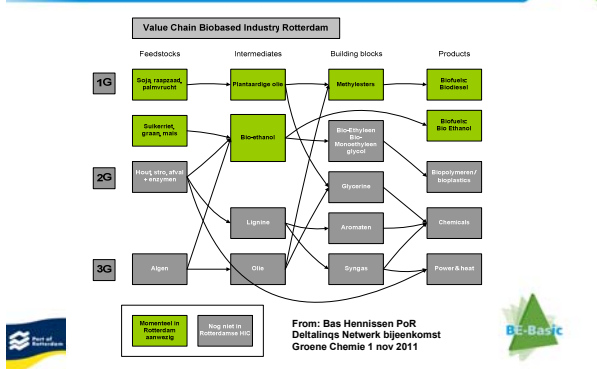 Value Chain Biobased Industry Rotterdam
Feedstocks Intermediates Building blocks Products
1G
Soja, raapzaad,
palmvrucht
Plantaardige olie
Methylesters
Biofuels:
Biodiesel
Suikerriet,
graan, mais
Bio-ethanol
Biofuels:
Bio Ethanol
Bio-Ethyleen
Bio-
Monoethyleen
glycol
2G
Hout, stro, afval
+ enzymen
Biopolymeren/
bioplastics
Glycerine
Lignine
Aromaten
Chemicals
3G
Algen
Olie
Syngas
Power & heat
Momenteel in
Rotterdam
aanwezig
Nog niet in
Rotterdamse HIC
From: Bas Hennissen PoR
Deltalinqs Netwerk bijeenkomst
Groene Chemie 1 nov 2011
Port of
Rotterdam
BE-Basic